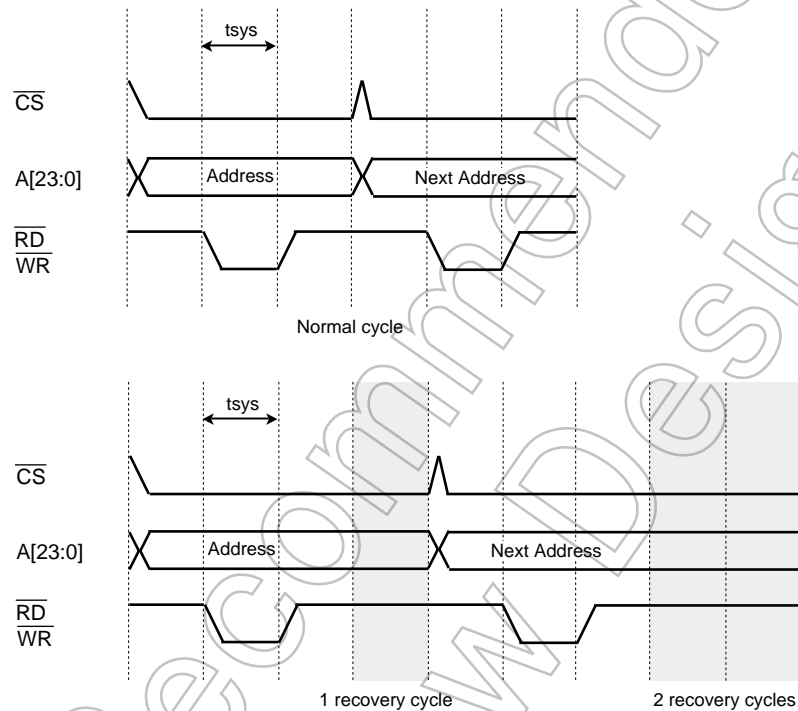 tsys
CS
A[23:0] Address Next Address
RD
WR
Normal cycle
tsys
CS
A[23:0] Address Next Address
RD
WR
1 recovery cycle 2 recovery cycles